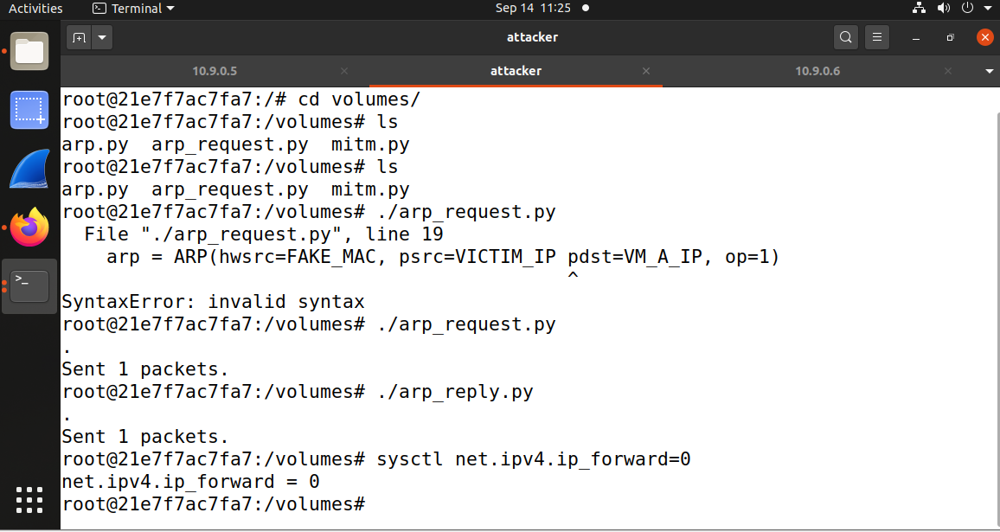 Activities Terminal Sep 14 11:25
attacker
10.9.0.5 attacker 10.9.0.6
root@21e7f7ac7fa7:/# cd volumes/
root@21e7f7ac7fa7:/volumes# ls
arp.py  arp_request.py  mitm.py
root@21e7f7ac7fa7:/volumes# ls
arp.py  arp_request.py  mitm.py
root@21e7f7ac7fa7:/volumes# ./arp_request.py
  File "./arp_request.py", line 19
    arp = ARP(hwsrc=FAKE_MAC, psrc=VICTIM_IP pdst=VM_A_IP, op=1)
                                             ^
SyntaxError: invalid syntax
root@21e7f7ac7fa7:/volumes# ./arp_request.py
.
Sent 1 packets.
root@21e7f7ac7fa7:/volumes# ./arp_reply.py
.
Sent 1 packets.
root@21e7f7ac7fa7:/volumes# sysctl net.ipv4.ip_forward=0
net.ipv4.ip_forward = 0
root@21e7f7ac7fa7:/volumes#